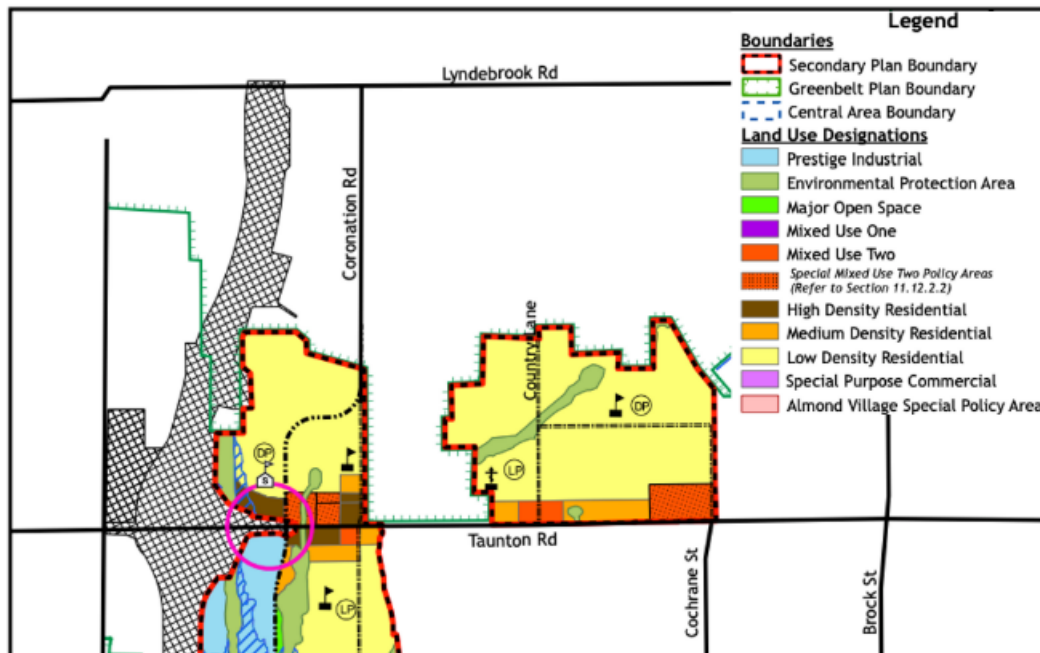 Legend
Boundaries
Secondary Plan Boundary
Greenbelt Plan Boundary
Central Area Boundary
Land Use Designations
Prestige Industrial
Environmental Protection Area
Major Open Space
Mixed Use One
Mixed Use Two
Special Mixed Use Two Policy Areas
(Refer to Section 11.12.2.2)
High Density Residential
Medium Density Residential
Low Density Residential
Special Purpose Commercial
Almond Village Special Policy Area
Lyndebrook Rd
Coronation Rd
Country Lane
DP
DP
LP
S
Taunton Rd
LP
Cochrane St
Brock St